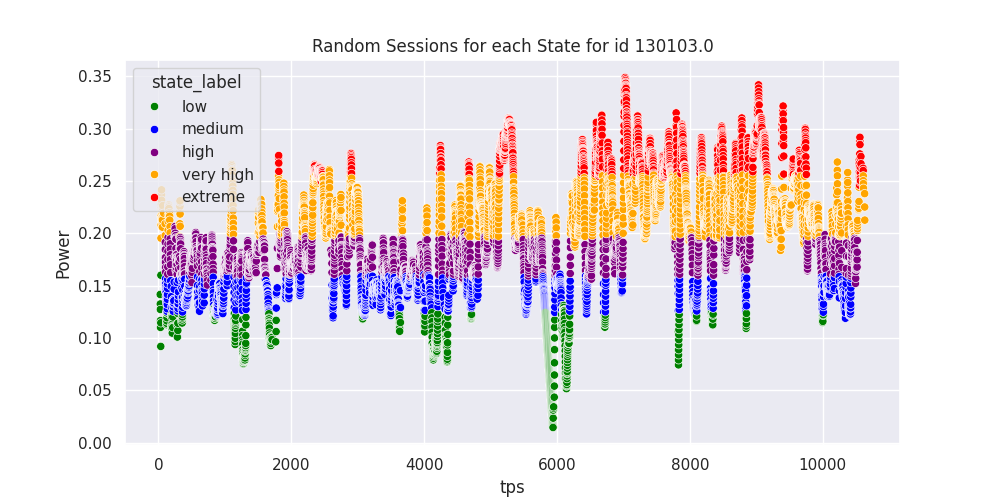 Random Sessions for each State for id 130103.0
state_label
low
medium
high
very high
extreme
Power
0.35
0.30
0.25
0.20
0.15
0.10
0.05
0.00
0 2000 4000 6000 8000 10000
tps